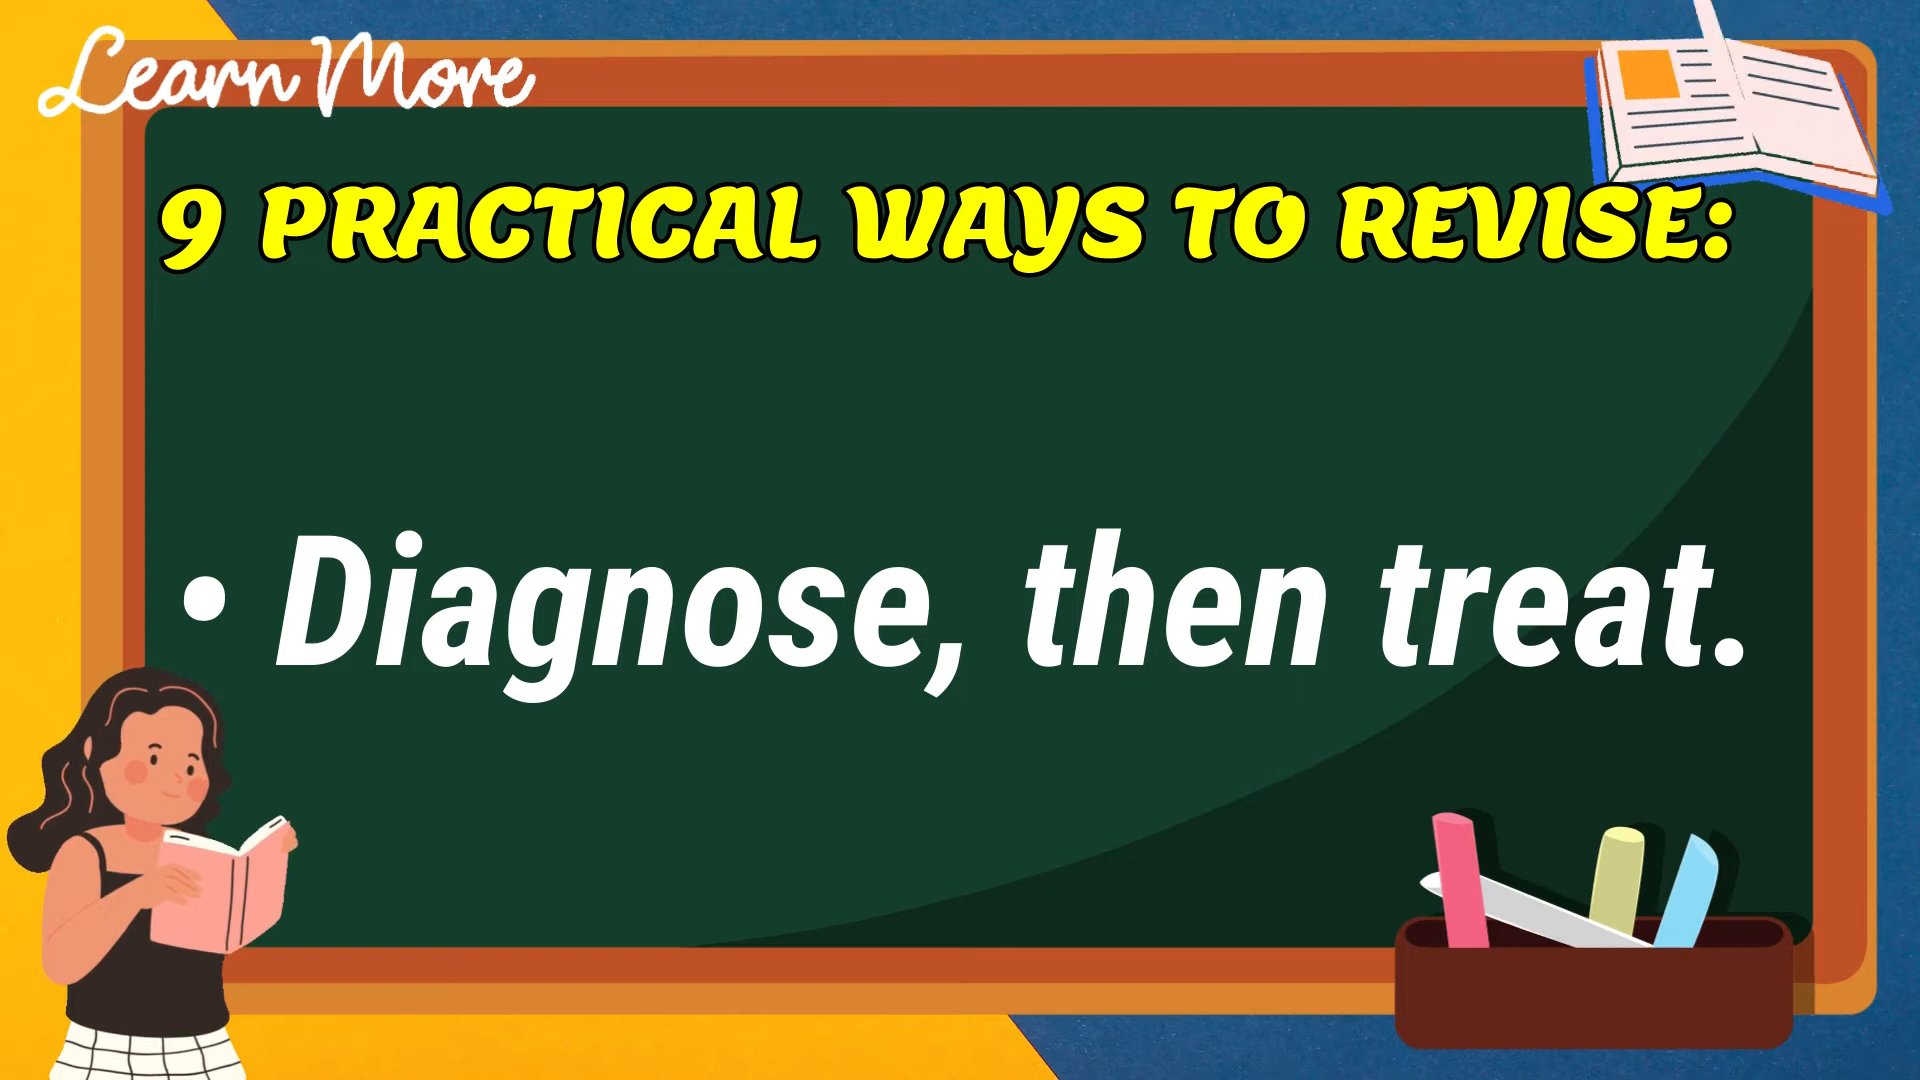 Learn More
9 PRACTICAL WAYS TO REVISE:
• Diagnose, then treat.